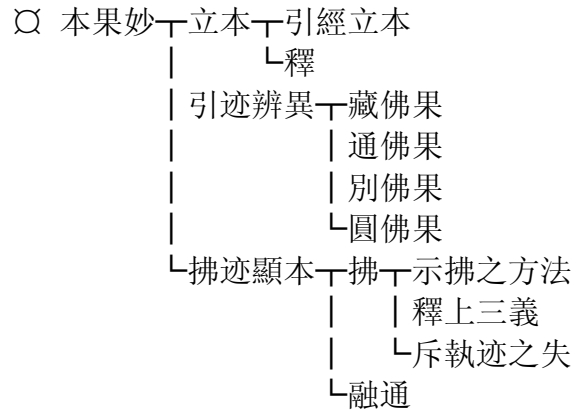 ¤ 本果妙┬立本┬引經立本
│ └釋
│引迹辨異┬藏佛果
│ │通佛果
│ │別佛果
│ └圓佛果
└拂迹顯本┬拂┬示拂之方法
│ │釋上三義
│ └斥執迹之失
└融通